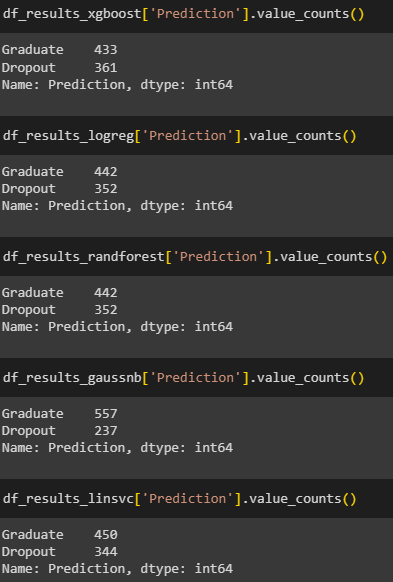 df_results_xgboost['Prediction'].value_counts()
Graduate    433
Dropout     361
Name: Prediction, dtype: int64
df_results_logreg['Prediction'].value_counts()
Graduate    442
Dropout     352
Name: Prediction, dtype: int64
df_results_randforest['Prediction'].value_counts()
Graduate    442
Dropout     352
Name: Prediction, dtype: int64
df_results_gaussnb['Prediction'].value_counts()
Graduate    557
Dropout     237
Name: Prediction, dtype: int64
df_results_linsvc['Prediction'].value_counts()
Graduate    450
Dropout     344
Name: Prediction, dtype: int64